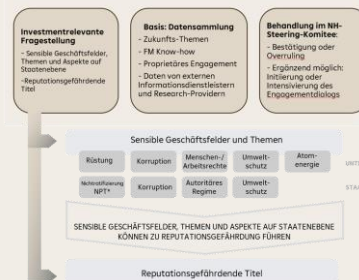 Investmentrelevante
Fragestellung
- Sensible Geschäftsfelder,
Themen und Aspekte auf
Staatenebene
-Reputationsgefährdende
Titel
Basis: Datensammlung
- Zukunfts-Themen
- FM Know-how
- Proprietäres Engagement
- Daten von externen
Informationsdienstleistern
und Research-Providern
Behandlung im NH-
Steering-Komitee:
- Bestätigung oder
Overruling
- Ergänzend möglich:
Initiierung oder
Intensivierung des
Engagementdialogs
Sensible Geschäftsfelder und Themen
Rüstung
Korruption
Menschen-/
Arbeitsrechte
Umwelt-
schutz
Atom-
energie
UNT
Nichtratifizierung
NPT*
Korruption
Autoritäres
Regime
Umwelt-
schutz
STA
SENSIBLE GESCHÄFTSFELDER, THEMEN UND ASPEKTE AUF STAATENEBENE
KÖNNEN ZU REPUTATIONSGEFÄHRDUNG FÜHREN
Reputationsgefährdende Titel